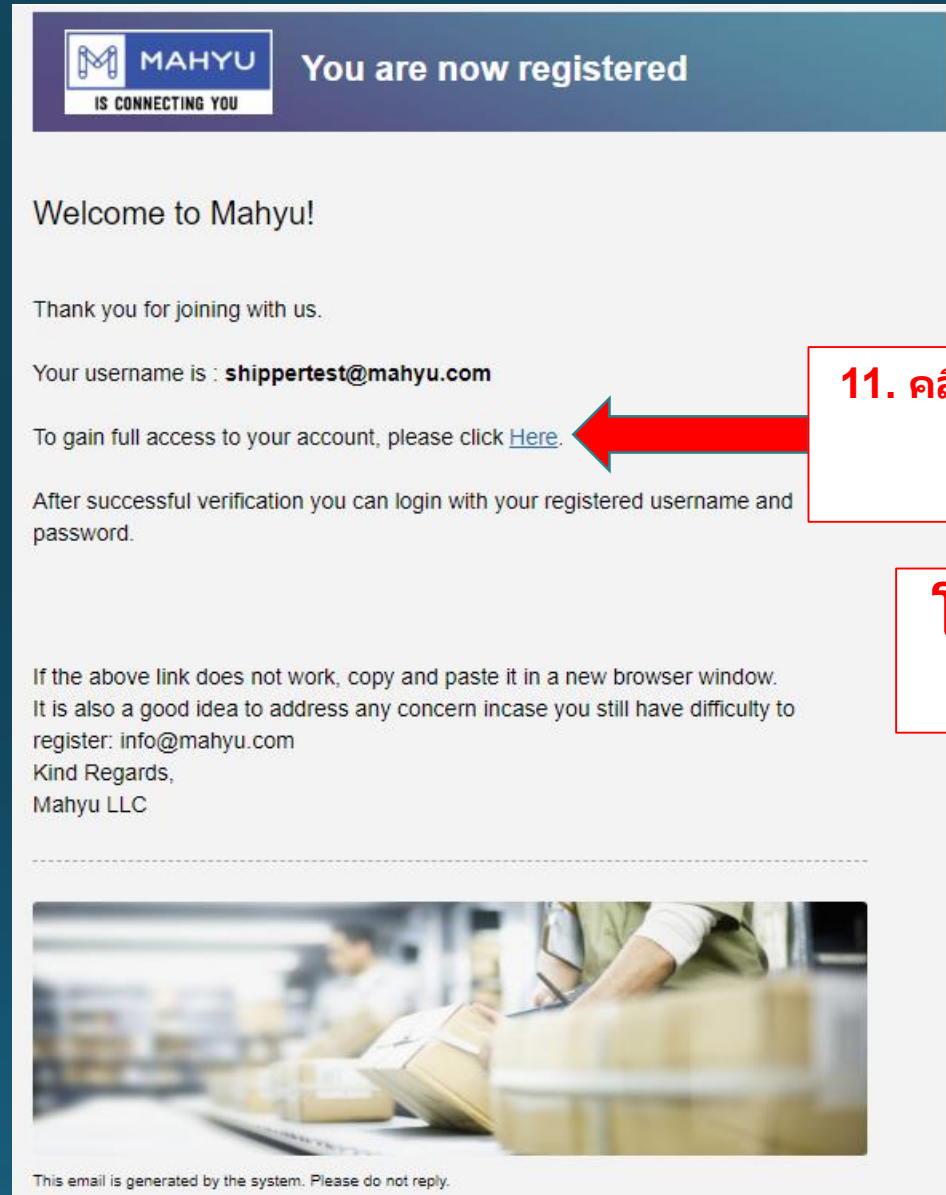 MAHYU
IS CONNECTING YOU
You are now registered
Welcome to Mahyu!
Thank you for joining with us.
Your username is : shippertest@mahyu.com
To gain full access to your account, please click Here.
After successful verification you can login with your registered username and
password.
11.
If the above link does not work, copy and paste it in a new browser window.
It is also a good idea to address any concern incase you still have difficulty to
register: info@mahyu.com
Kind Regards,
Mahyu LLC
This email is generated by the system. Please do not reply.